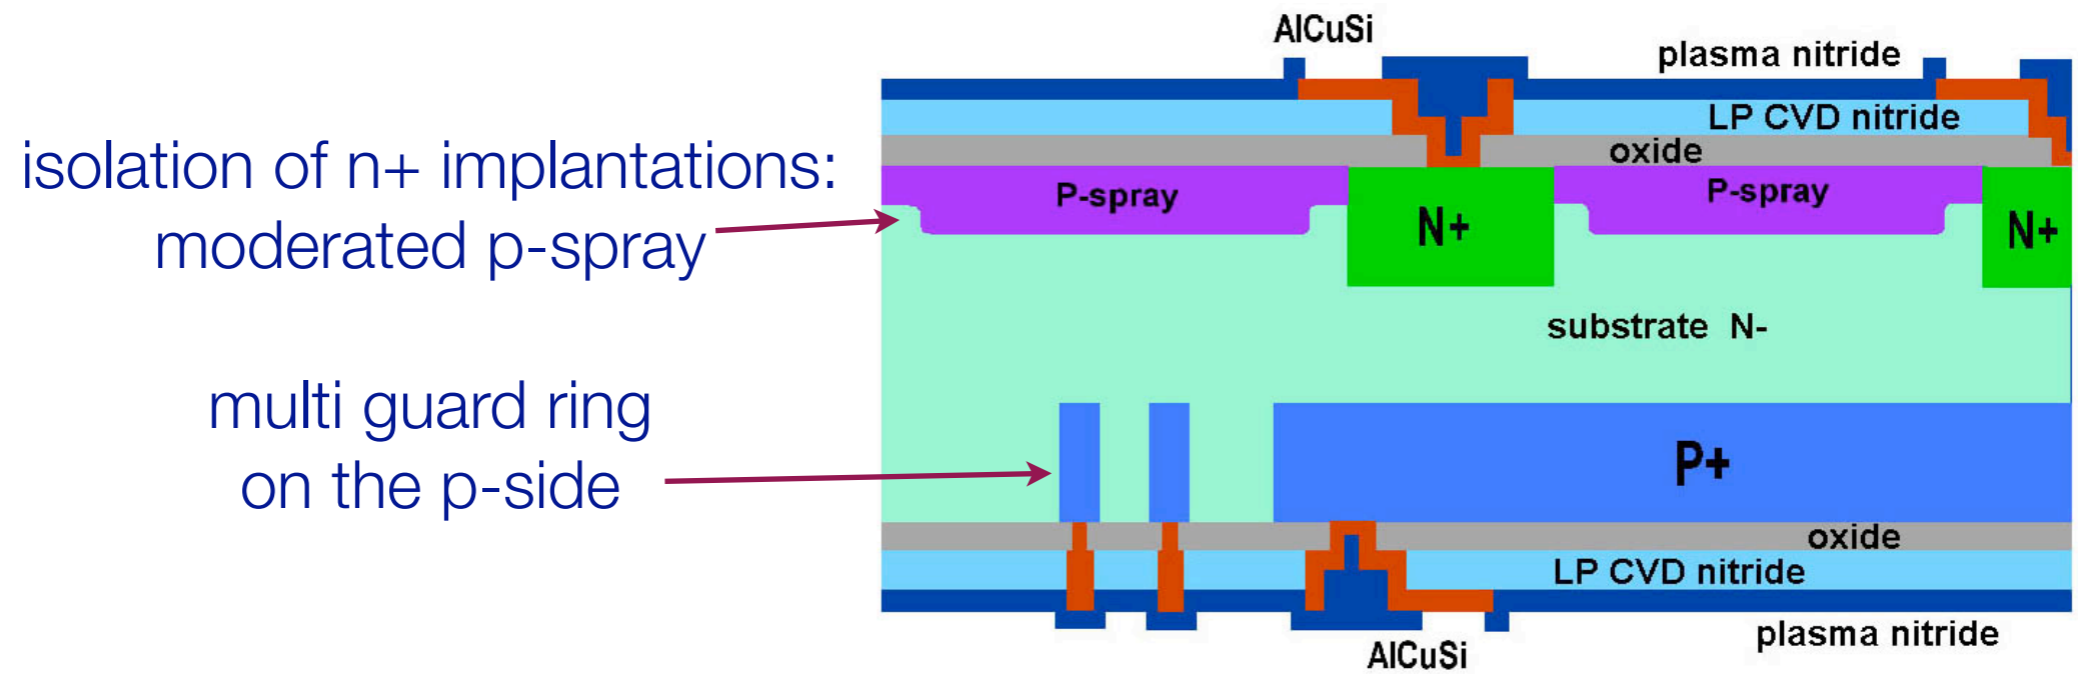 AlCuSi
plasma nitride
LP CVD nitride
oxide
isolation of n+ implantations:
moderated p-spray
P-spray
N+
P-spray
N+
substrate N-
multi guard ring
on the p-side
P+
oxide
LP CVD nitride
plasma nitride
AlCuSi